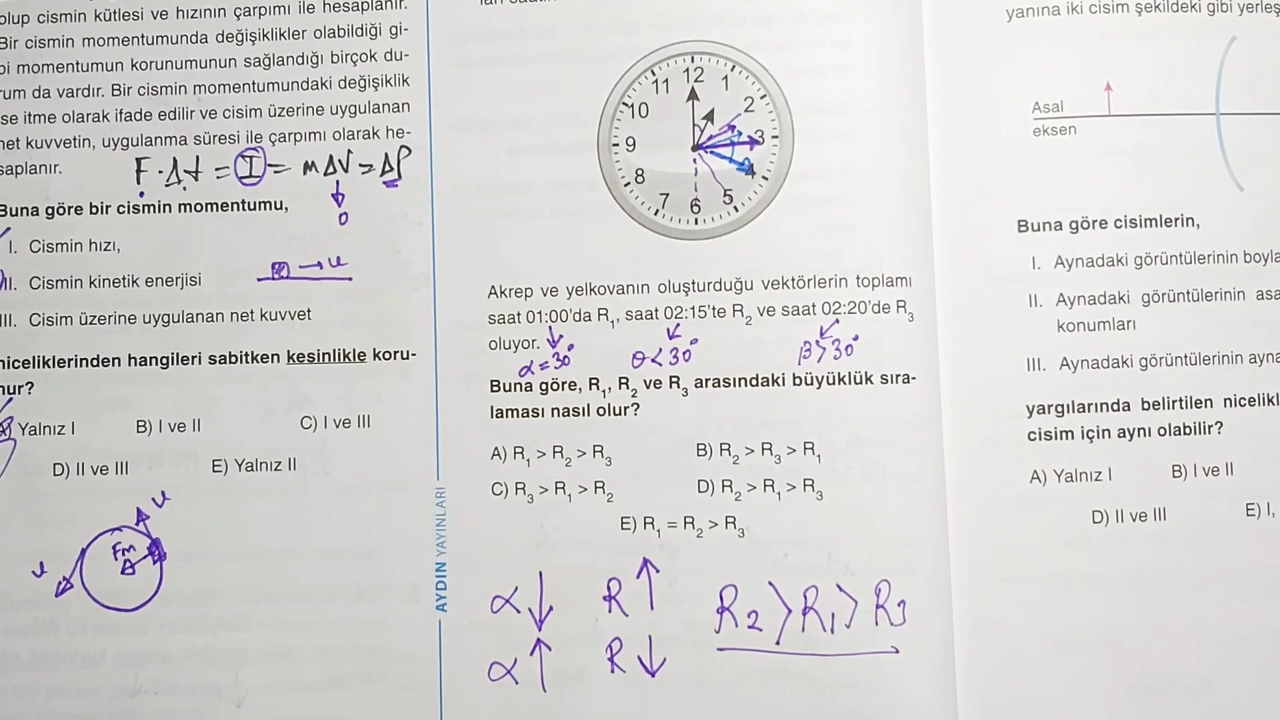 olup cismin kütlesi ve hızının çarpımı ile hesaplanır.
Bir cismin momentumunda değişiklikler olabildiği gi-
bi momentumun korunumunun sağlandığı birçok du-
rum da vardır. Bir cismin momentumundaki değişiklik
se itme olarak ifade edilir ve cisim üzerine uygulanan
net kuvvetin, uygulanma süresi ile çarpımı olarak he-
saplanır.
F·Δt = I = mΔV = ΔP
0
Buna göre bir cismin momentumu,
I. Cismin hızı,
II. Cismin kinetik enerjisi
m → u
III. Cisim üzerine uygulanan net kuvvet
niceliklerinden hangileri sabitken kesinlikle koru-
nur?
A) Yalnız I B) I ve II C) I ve III
D) II ve III E) Yalnız II
u
Fm
u
AYDIN YAYINLARI
12
11 1
10 2
9 3
8 4
7 6 5
Akrep ve yelkovanın oluşturduğu vektörlerin toplamı
saat 01:00'da R₁, saat 02:15'te R₂ ve saat 02:20'de R₃
oluyor.
α = 30° θ < 30° β > 30°
Buna göre, R₁, R₂ ve R₃ arasındaki büyüklük sıra-
laması nasıl olur?
A) R₁ > R₂ > R₃ B) R₂ > R₃ > R₁
C) R₃ > R₁ > R₂ D) R₂ > R₁ > R₃
E) R₁ = R₂ > R₃
α↓ R↑ R₂ > R₁ > R₃
α↑ R↓
yanına iki cisim şekildeki gibi yerleş
Asal
eksen
Buna göre cisimlerin,
I. Aynadaki görüntülerinin boyla
II. Aynadaki görüntülerinin asa
konumları
III. Aynadaki görüntülerinin ayna
yargılarında belirtilen nicelikl
cisim için aynı olabilir?
A) Yalnız I B) I ve II
D) II ve III E) I,